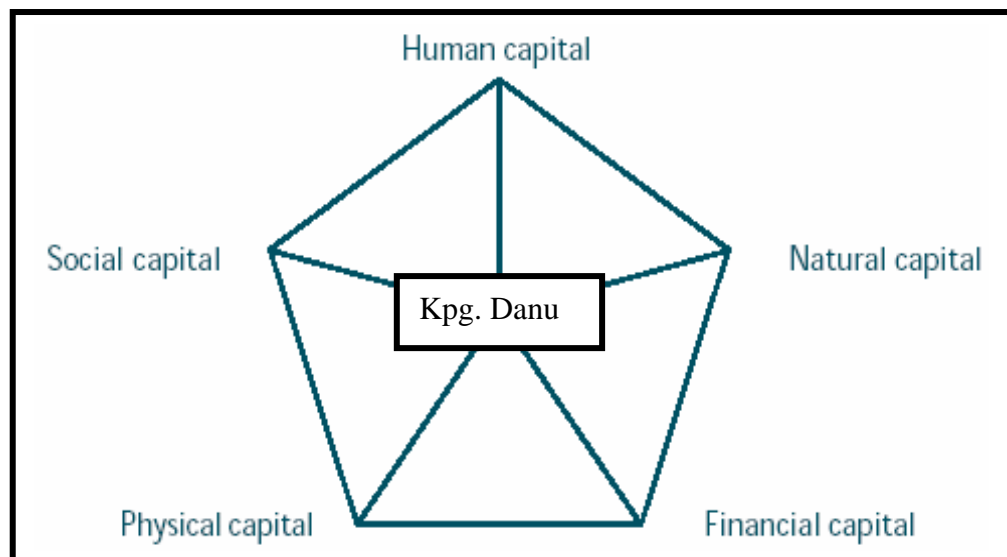 Human capital
Social capital
Natural capital
Kpg. Danu
Physical capital
Financial capital